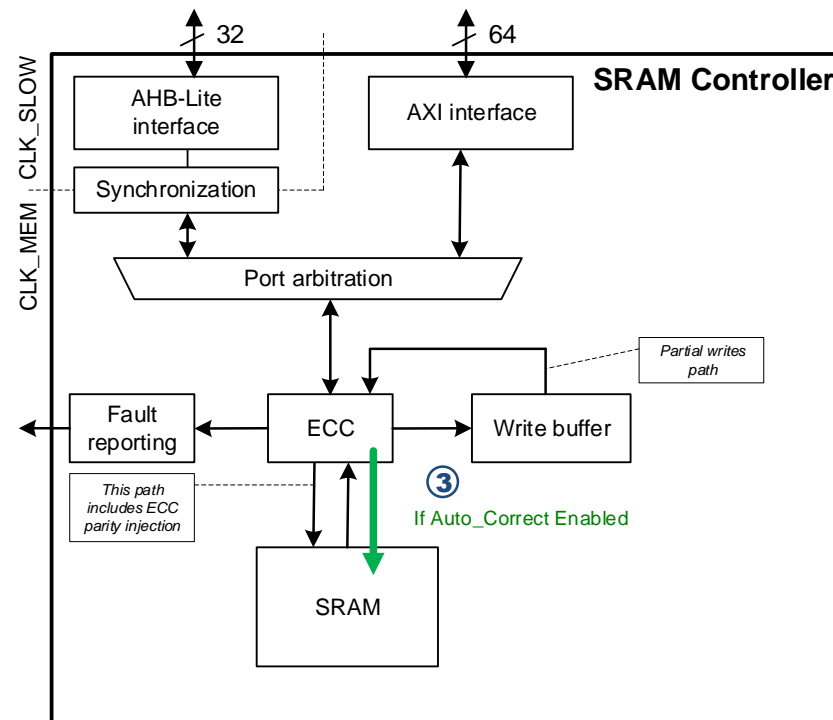 32
64
SRAM Controller
CLK_SLOW
AHB-Lite
interface
AXI interface
Synchronization
CLK_MEM
Port arbitration
Partial writes
path
Fault
reporting
ECC
Write buffer
This path
includes ECC
parity injection
3
If Auto_Correct Enabled
SRAM